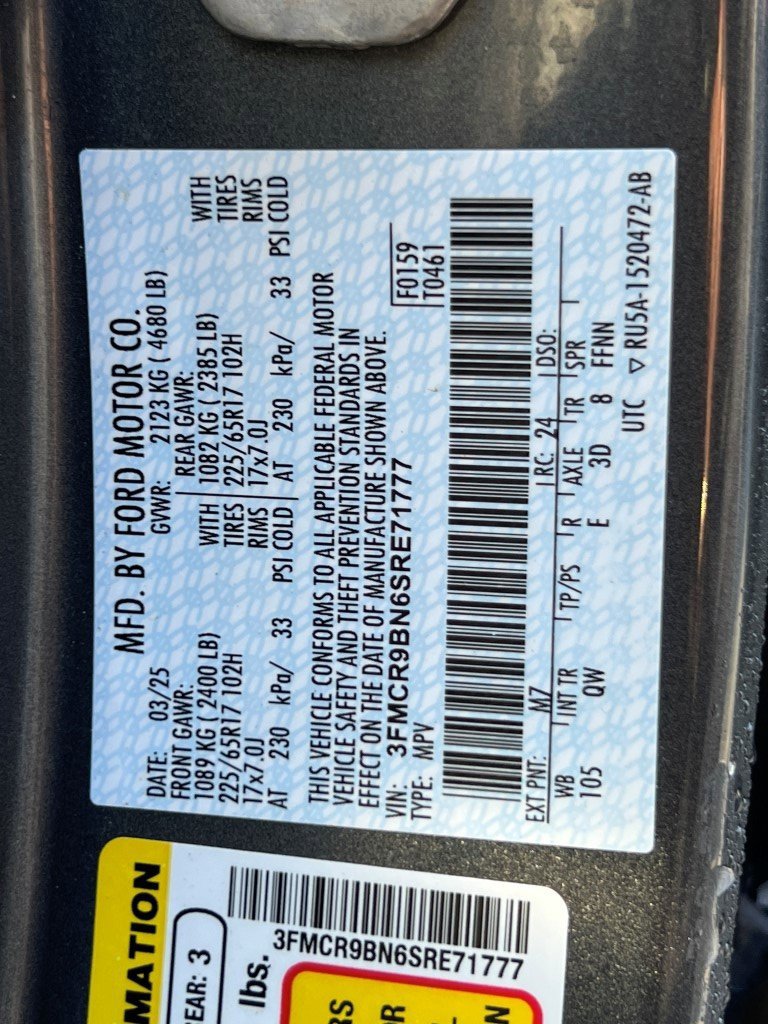 MFD. BY FORD MOTOR CO.
DATE: 03/25 GVWR: 2123 KG ( 4680 LB)
FRONT GAWR: REAR GAWR:
1089 KG ( 2400 LB) WITH 1082 KG ( 2385 LB) WITH
225/65R17 102H TIRES 225/65R17 102H TIRES
17x7.0J RIMS 17x7.0J RIMS
AT 230 kPa/ 33 PSI COLD AT 230 kPa/ 33 PSI COLD
THIS VEHICLE CONFORMS TO ALL APPLICABLE FEDERAL MOTOR
VEHICLE SAFETY AND THEFT PREVENTION STANDARDS IN
EFFECT ON THE DATE OF MANUFACTURE SHOWN ABOVE.
VIN: 3FMCR9BN6SRE71777 F0159
TYPE: MPV T0461
EXT PNT: M7 RC: 24 DSO:
WB INT TR TP/PS R AXLE TR SPR
105 QW E 3D 8 FFNN
UTC ▽ RU5A-1520472-AB
MATION
EAR: 3
lbs.
3FMCR9BN6SRE71777
RS
OR
N